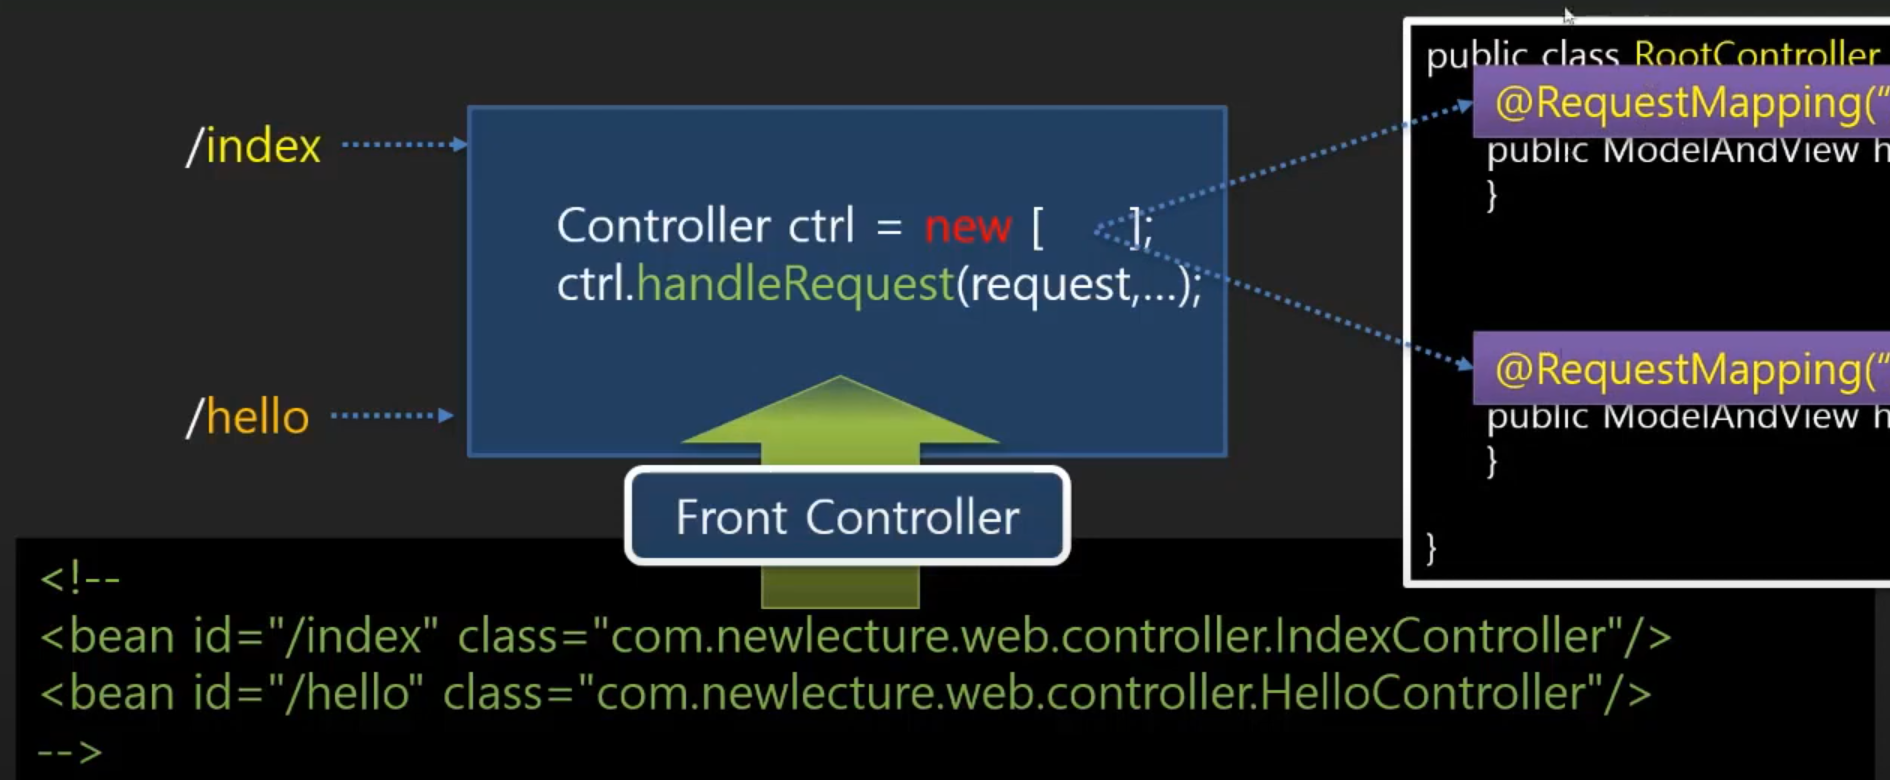 /index
/hello
Controller ctrl = new [ ];
ctrl.handleRequest(request,...);
Front Controller
public class RootController
@RequestMapping("
public ModelAndView h
}
@RequestMapping("
public ModelAndView h
}
}
<!--
<bean id="/index" class="com.newlecture.web.controller.IndexController"/>
<bean id="/hello" class="com.newlecture.web.controller.HelloController"/>
-->